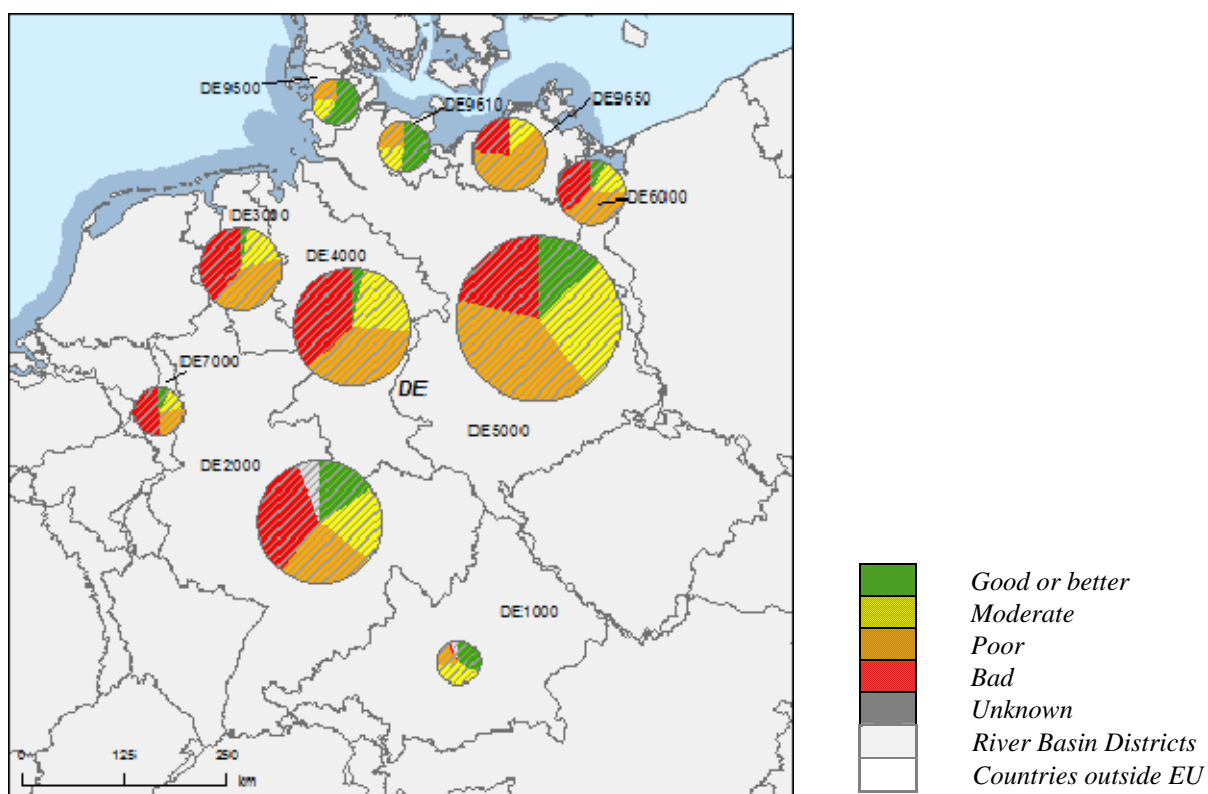 DE9500
DE9610
DE9650
DE6000
DE3000
DE4000
DE7000
DE
DE5000
DE2000
DE1000
0 125 250
km
Good or better
Moderate
Poor
Bad
Unknown
River Basin Districts
Countries outside EU